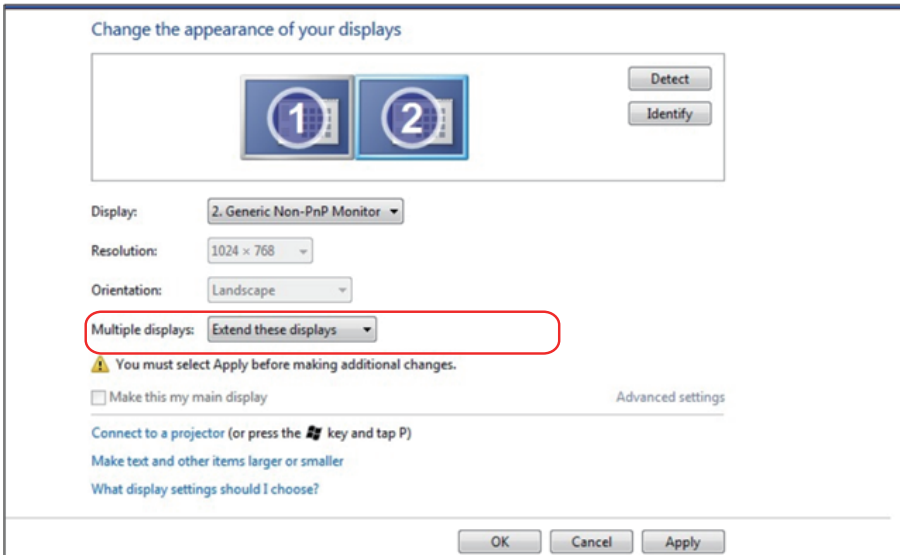 Change the appearance of your displays
1 2
Detect
Identify
Display: 2. Generic Non-PnP Monitor
Resolution: 1024 × 768
Orientation: Landscape
Multiple displays: Extend these displays
You must select Apply before making additional changes.
Make this my main display Advanced settings
Connect to a projector (or press the key and tap P)
Make text and other items larger or smaller
What display settings should I choose?
OK Cancel Apply